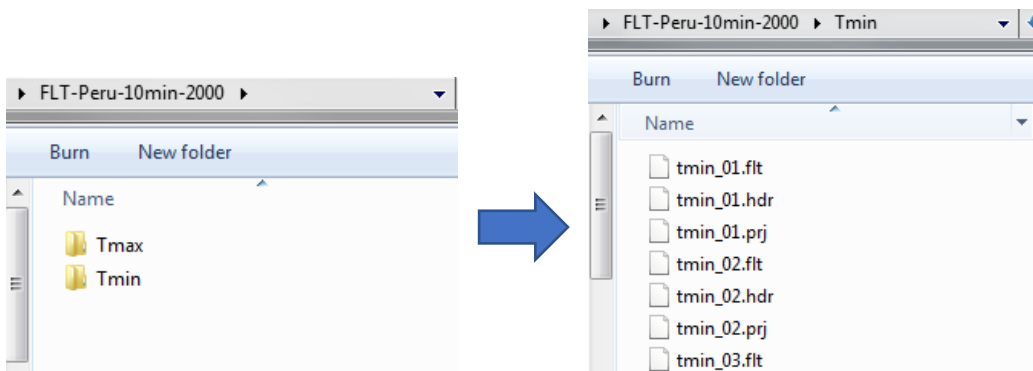 FLT-Peru-10min-2000
Burn New folder
Name
Tmax
Tmin
FLT-Peru-10min-2000 Tmin
Burn New folder
Name
tmin_01.flt
tmin_01.hdr
tmin_01.prj
tmin_02.flt
tmin_02.hdr
tmin_02.prj
tmin_03.flt